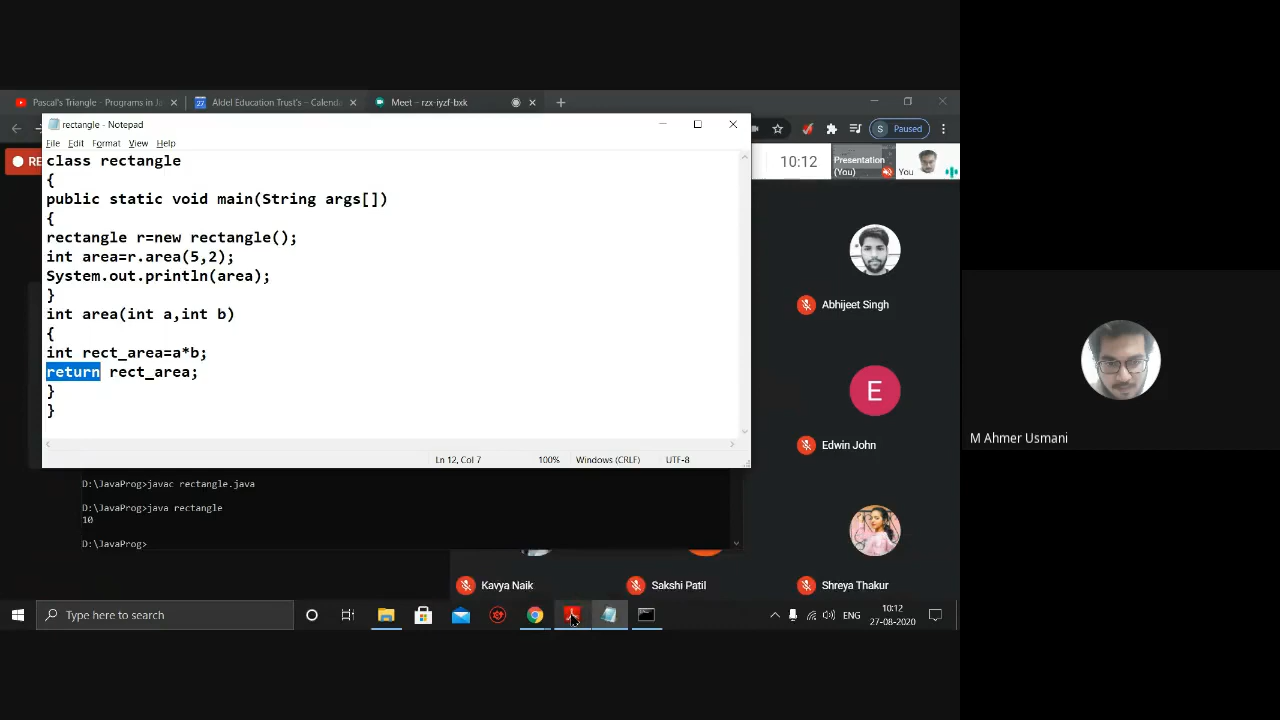 Pascal's Triangle - Programs in Ja
Aldel Education Trust's – Calenda
Meet – rzx-iyzf-bxk
Paused
S
rectangle - Notepad
File Edit Format View Help
RE
10:12
Presentation
(You)
You
class rectangle
{
public static void main(String args[])
{
rectangle r=new rectangle();
int area=r.area(5,2);
System.out.println(area);
}
int area(int a,int b)
{
int rect_area=a*b;
return rect_area;
}
}
Ln 12, Col 7 100% Windows (CRLF) UTF-8
D:\JavaProg>javac rectangle.java
D:\JavaProg>java rectangle
10
D:\JavaProg>
Abhijeet Singh
E
Edwin John
Kavya Naik
Sakshi Patil
Shreya Thakur
M Ahmer Usmani
Type here to search
ENG
10:12
27-08-2020